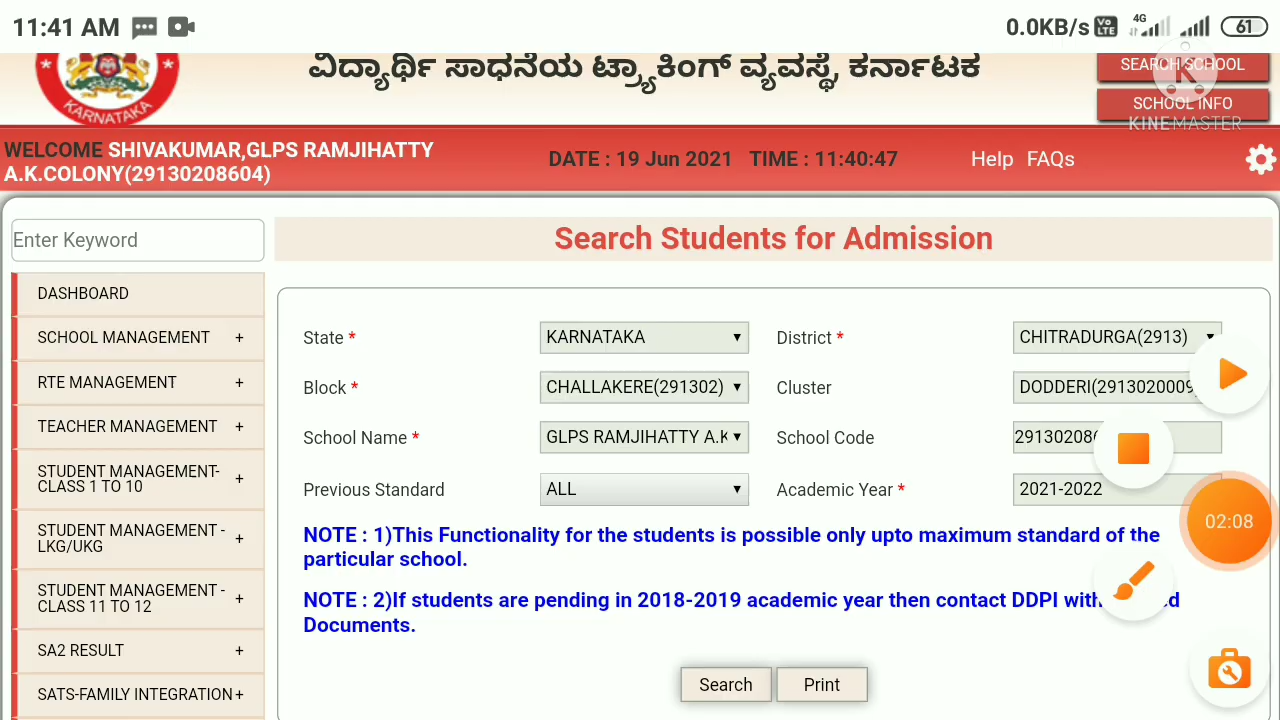 11:41 AM
0.0KB/s Vo LTE 4G 61
ವಿದ್ಯಾರ್ಥಿ ಸಾಧನೆಯ ಟ್ರ್ಯಾಕಿಂಗ್ ವ್ಯವಸ್ಥೆ, ಕರ್ನಾಟಕ
KARNATAKA
SEARCH SCHOOL
SCHOOL INFO
K
KINEMASTER
WELCOME SHIVAKUMAR,GLPS RAMJIHATTY
A.K.COLONY(29130208604)
DATE : 19 Jun 2021 TIME : 11:40:47
Help FAQs
Enter Keyword
DASHBOARD
SCHOOL MANAGEMENT +
RTE MANAGEMENT +
TEACHER MANAGEMENT +
STUDENT MANAGEMENT-
CLASS 1 TO 10 +
STUDENT MANAGEMENT -
LKG/UKG +
STUDENT MANAGEMENT -
CLASS 11 TO 12 +
SA2 RESULT +
SATS-FAMILY INTEGRATION +
Search Students for Admission
State * KARNATAKA District * CHITRADURGA(2913)
Block * CHALLAKERE(291302) Cluster DODDERI(2913020009
School Name * GLPS RAMJIHATTY A.K School Code 29130208
Previous Standard ALL Academic Year * 2021-2022
NOTE : 1)This Functionality for the students is possible only upto maximum standard of the
particular school.
NOTE : 2)If students are pending in 2018-2019 academic year then contact DDPI with
Documents.
Search Print
02:08